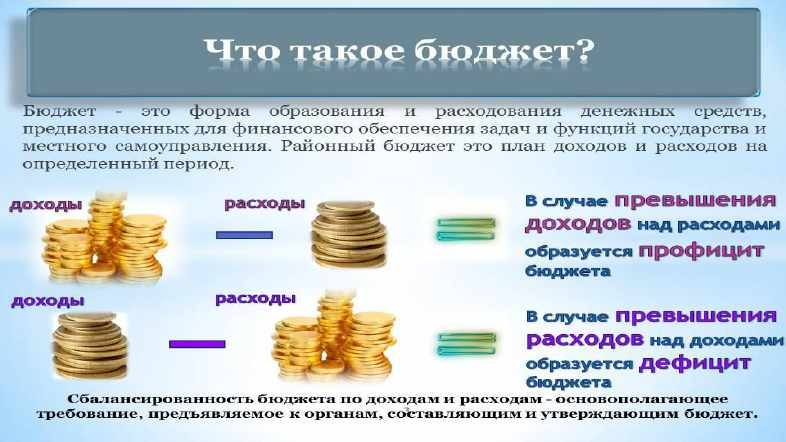 Что такое бюджет?
Бюджет - это форма образования и расходования денежных средств,
предназначенных для финансового обеспечения задач и функций государства и
местного самоуправления. Районный бюджет это план доходов и расходов на
определенный период.
доходы
расходы
В случае превышения
доходов над расходами
образуется профицит
бюджета
доходы
расходы
В случае превышения
расходов над доходами
образуется дефицит
бюджета
Сбалансированность бюджета по доходам и расходам - основополагающее
требование, предъявляемое к органам, составляющим и утверждающим бюджет.